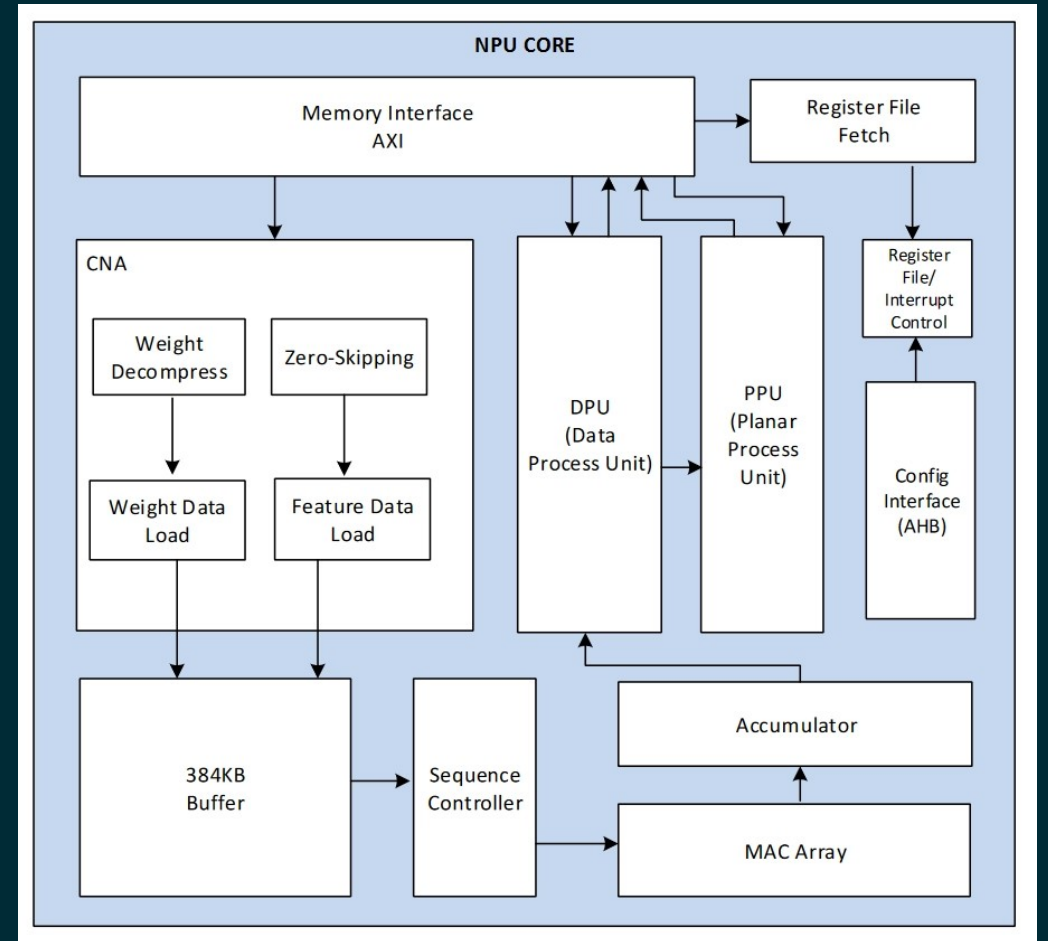 NPU CORE
Memory Interface
AXI
Register File
Fetch
CNA
Weight
Decompress
Zero-Skipping
Weight Data
Load
Feature Data
Load
DPU
(Data
Process Unit)
PPU
(Planar
Process
Unit)
Register
File/
Interrupt
Control
Config
Interface
(AHB)
384KB
Buffer
Sequence
Controller
Accumulator
MAC Array